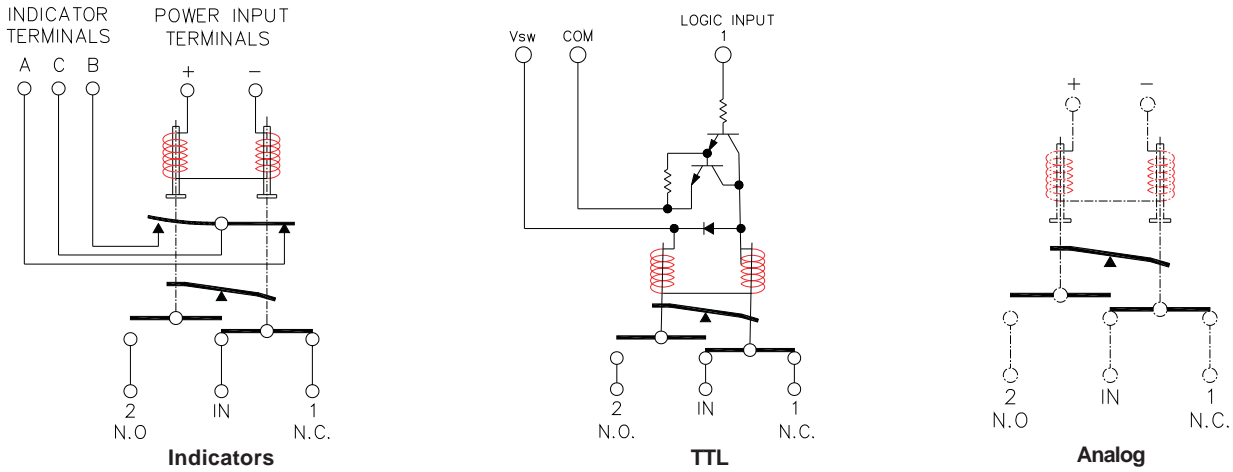 INDICATOR
TERMINALS
A C B
POWER INPUT
TERMINALS
+ −
2
N.O
IN
1
N.C.
Indicators
Vsw
COM
LOGIC INPUT
1
2
N.O.
IN
1
N.C.
TTL
+ −
2
N.O.
IN
1
N.C.
Analog